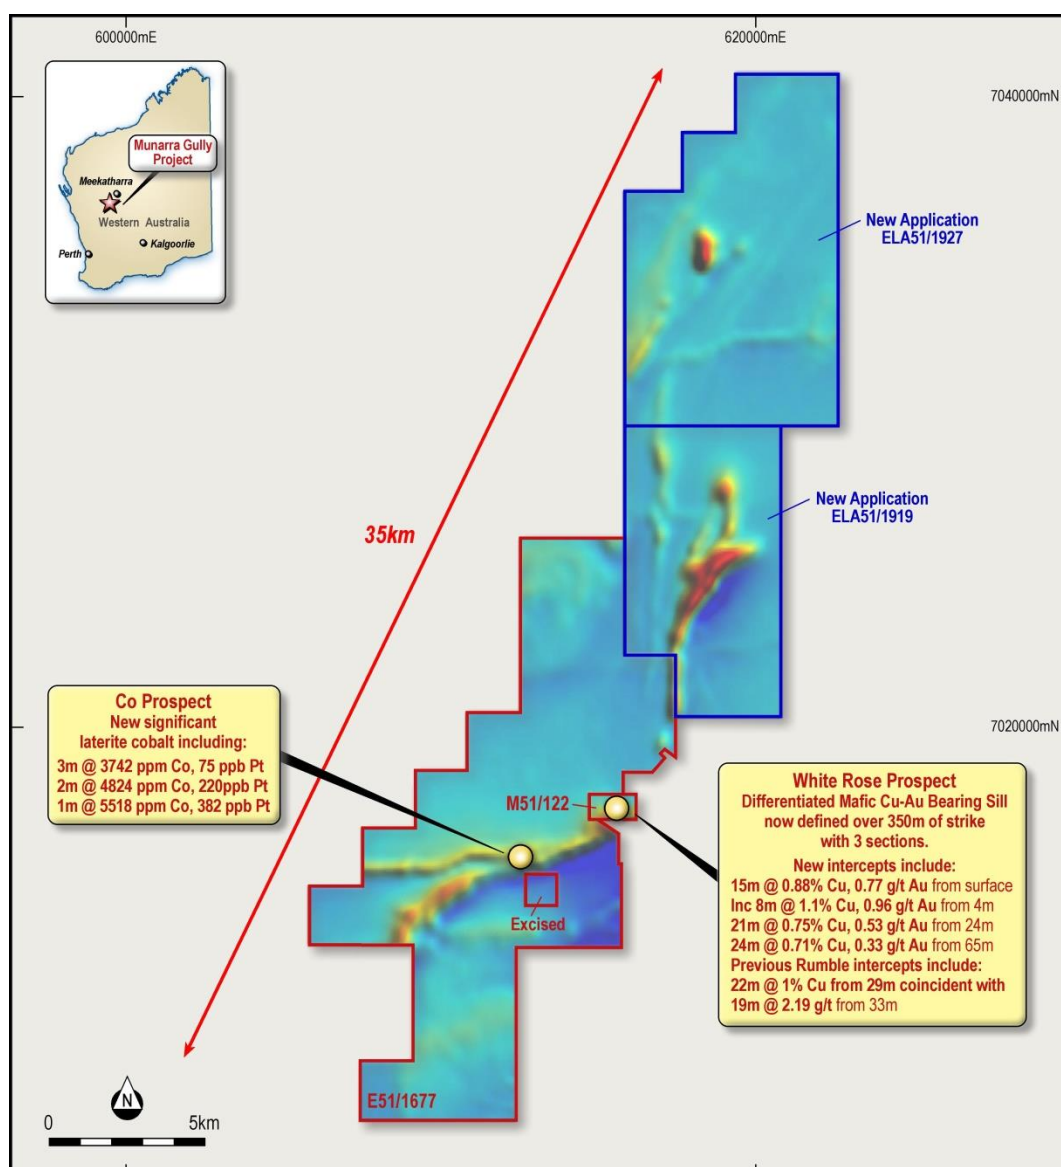 600000mE
620000mE
7040000mN
Munarra Gully
Project
Meekatharra
Western Australia
Perth
Kalgoorlie
New Application
ELA51/1927
35km
New Application
ELA51/1919
7020000mN
Co Prospect
New significant
laterite cobalt including:
3m @ 3742 ppm Co, 75 ppb Pt
2m @ 4824 ppm Co, 220ppb Pt
1m @ 5518 ppm Co, 382 ppb Pt
M51/122
White Rose Prospect
Differentiated Mafic Cu-Au Bearing Sill
now defined over 350m of strike
with 3 sections.
New intercepts include:
15m @ 0.88% Cu, 0.77 g/t Au from surface
Inc 8m @ 1.1% Cu, 0.96 g/t Au from 4m
21m @ 0.75% Cu, 0.53 g/t Au from 24m
24m @ 0.71% Cu, 0.33 g/t Au from 65m
Previous Rumble intercepts include:
22m @ 1% Cu from 29m coincident with
19m @ 2.19 g/t from 33m
Excised
E51/1677
N
0 5km